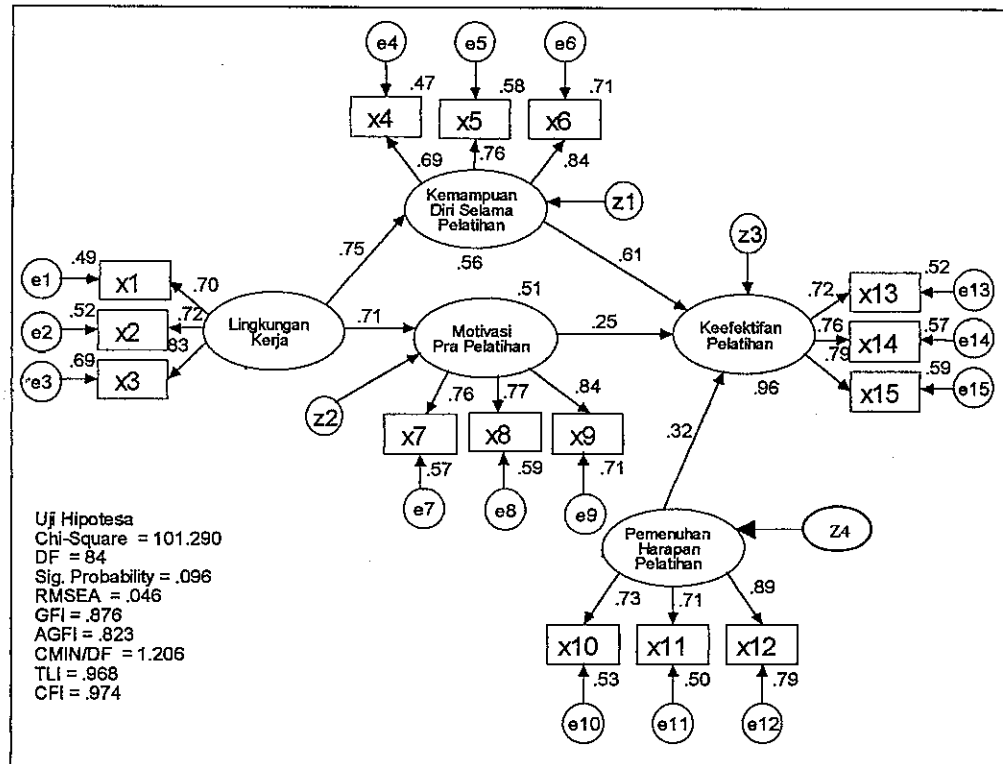 e4
e5
e6
.47
.58
.71
x4
x5
x6
.69
.76
.84
Kemampuan
Diri Selama
Pelatihan
z1
.56
.75
.61
z3
e1
.49
x1
.70
e2
.52
x2
.72
e3
.69
x3
.83
Lingkungan
Kerja
.71
.51
Motivasi
Pra Pelatihan
.25
z2
Keefektifan
Pelatihan
.96
.72
x13
.52
e13
.76
x14
.57
e14
.79
x15
.59
e15
.76
.77
.84
x7
x8
x9
.57
.59
.71
e7
e8
e9
.32
Pemenuhan
Harapan
Pelatihan
Z4
.73
.71
.89
x10
x11
x12
.53
.50
.79
e10
e11
e12
Uji Hipotesa
Chi-Square = 101.290
DF = 84
Sig. Probability = .096
RMSEA = .046
GFI = .876
AGFI = .823
CMIN/DF = 1.206
TLI = .968
CFI = .974